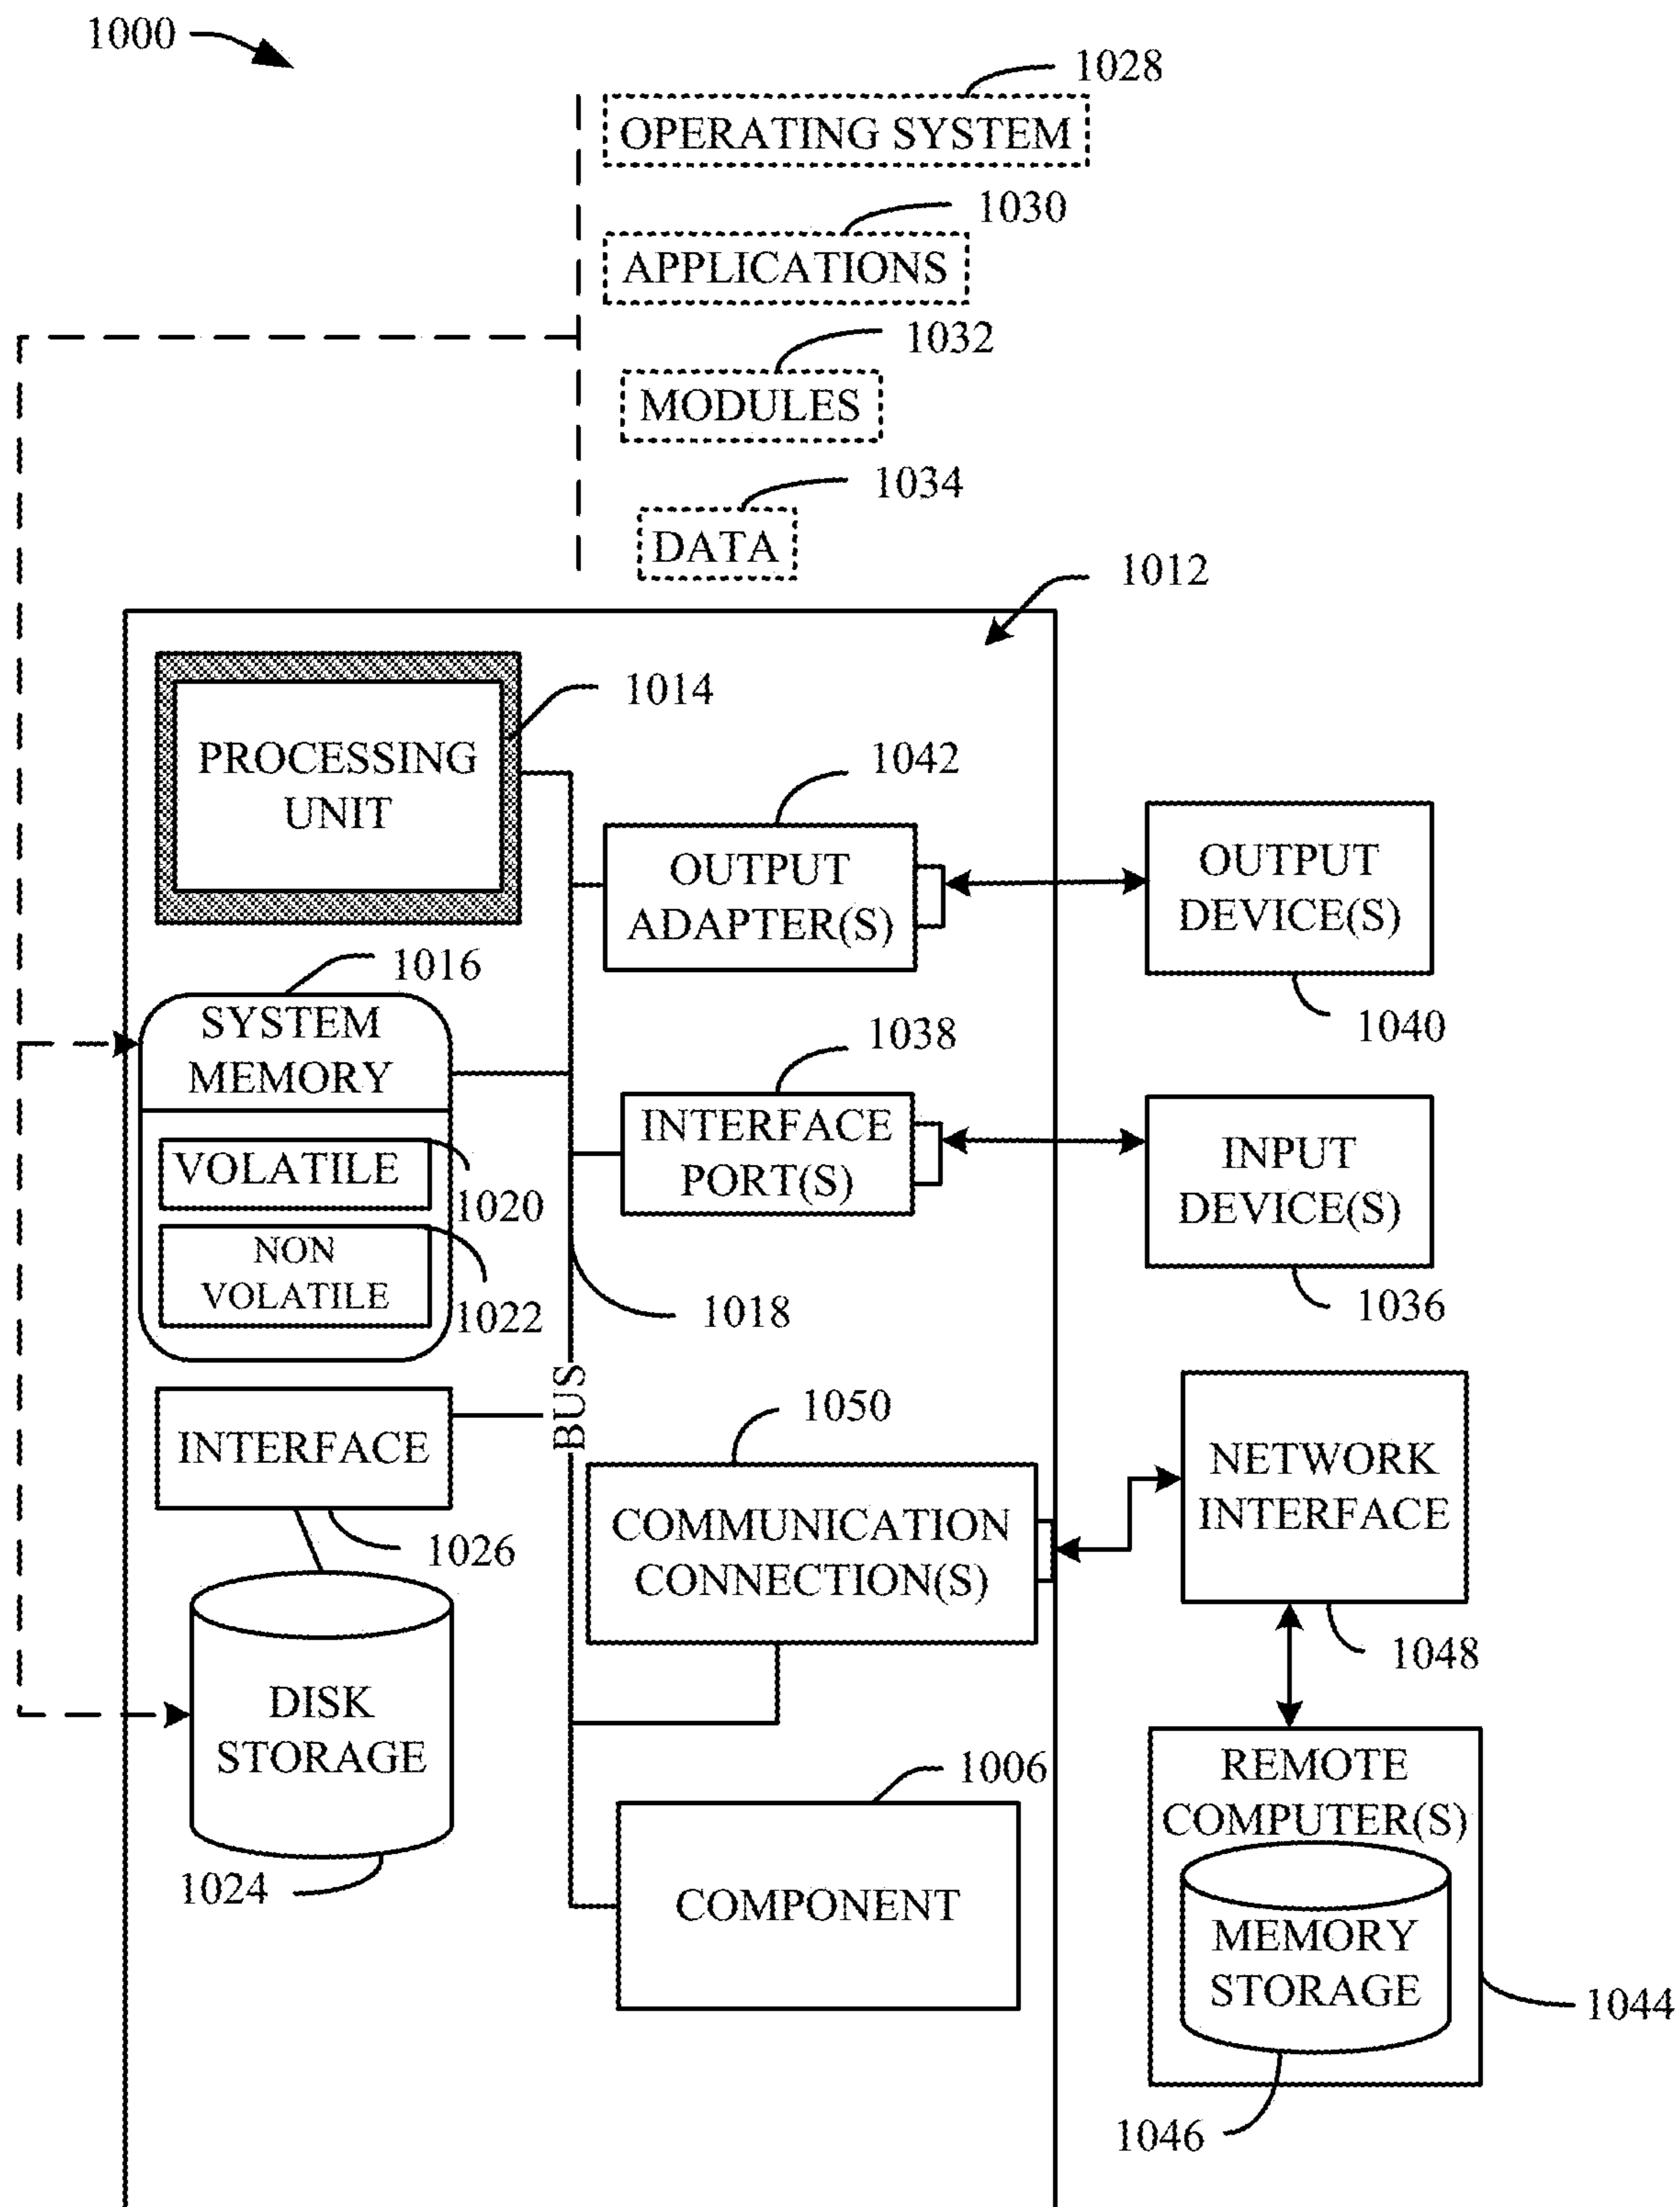 1000
1028
OPERATING SYSTEM
1030
APPLICATIONS
1032
MODULES
1034
DATA
1012
1014
PROCESSING
UNIT
1042
OUTPUT
ADAPTER(S)
OUTPUT
DEVICE(S)
1040
1016
SYSTEM
MEMORY
VOLATILE
1020
NON
VOLATILE
1022
1038
INTERFACE
PORT(S)
INPUT
DEVICE(S)
1036
1018
BUS
INTERFACE
1026
1050
COMMUNICATION
CONNECTION(S)
NETWORK
INTERFACE
1048
DISK
STORAGE
1024
1006
COMPONENT
REMOTE
COMPUTER(S)
MEMORY
STORAGE
1044
1046